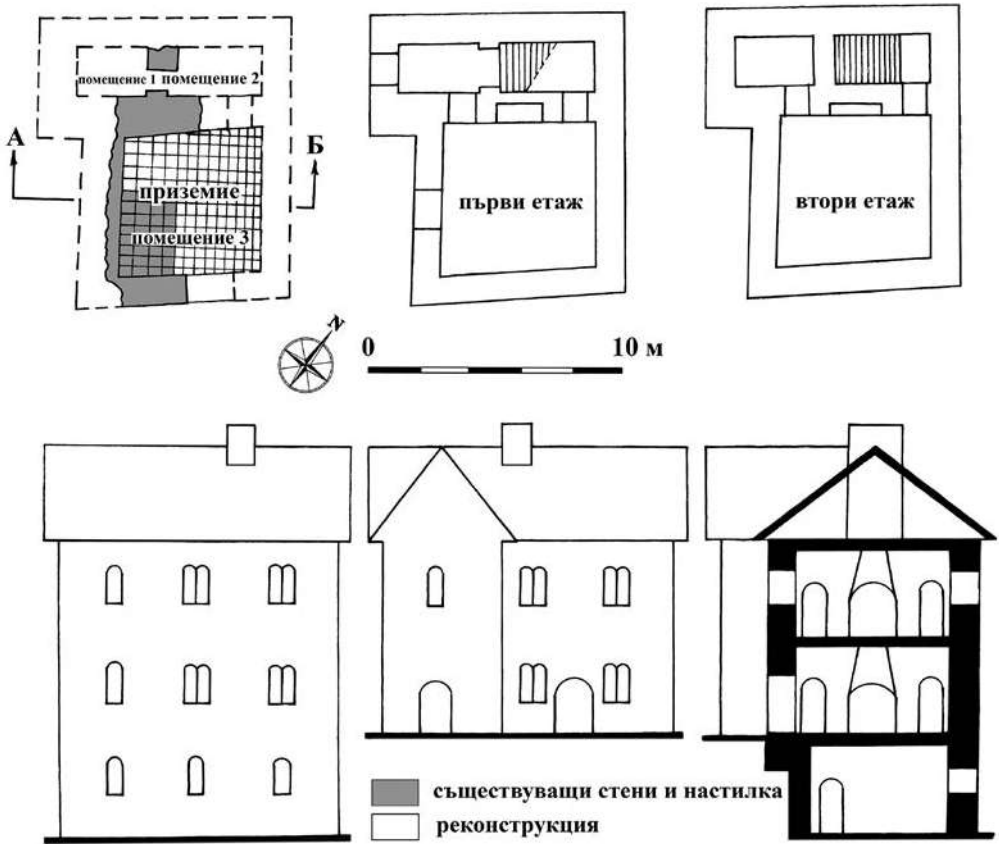 помещение 1 помещение 2
А
Б
приземие
помещение 3
първи етаж
втори етаж
N
0
10 м
съществуващи стени и настилка
реконструкция